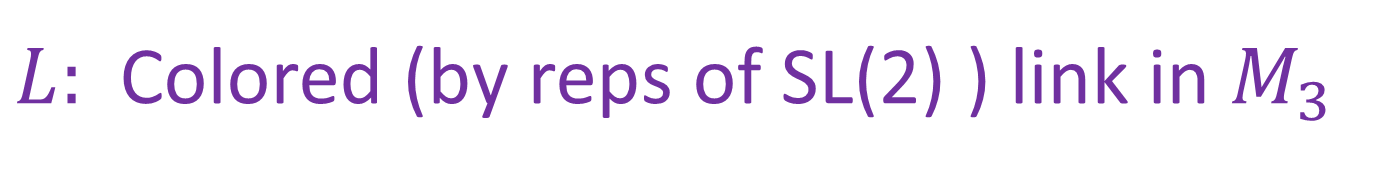 L: Colored (by reps of SL(2) ) link in M₃